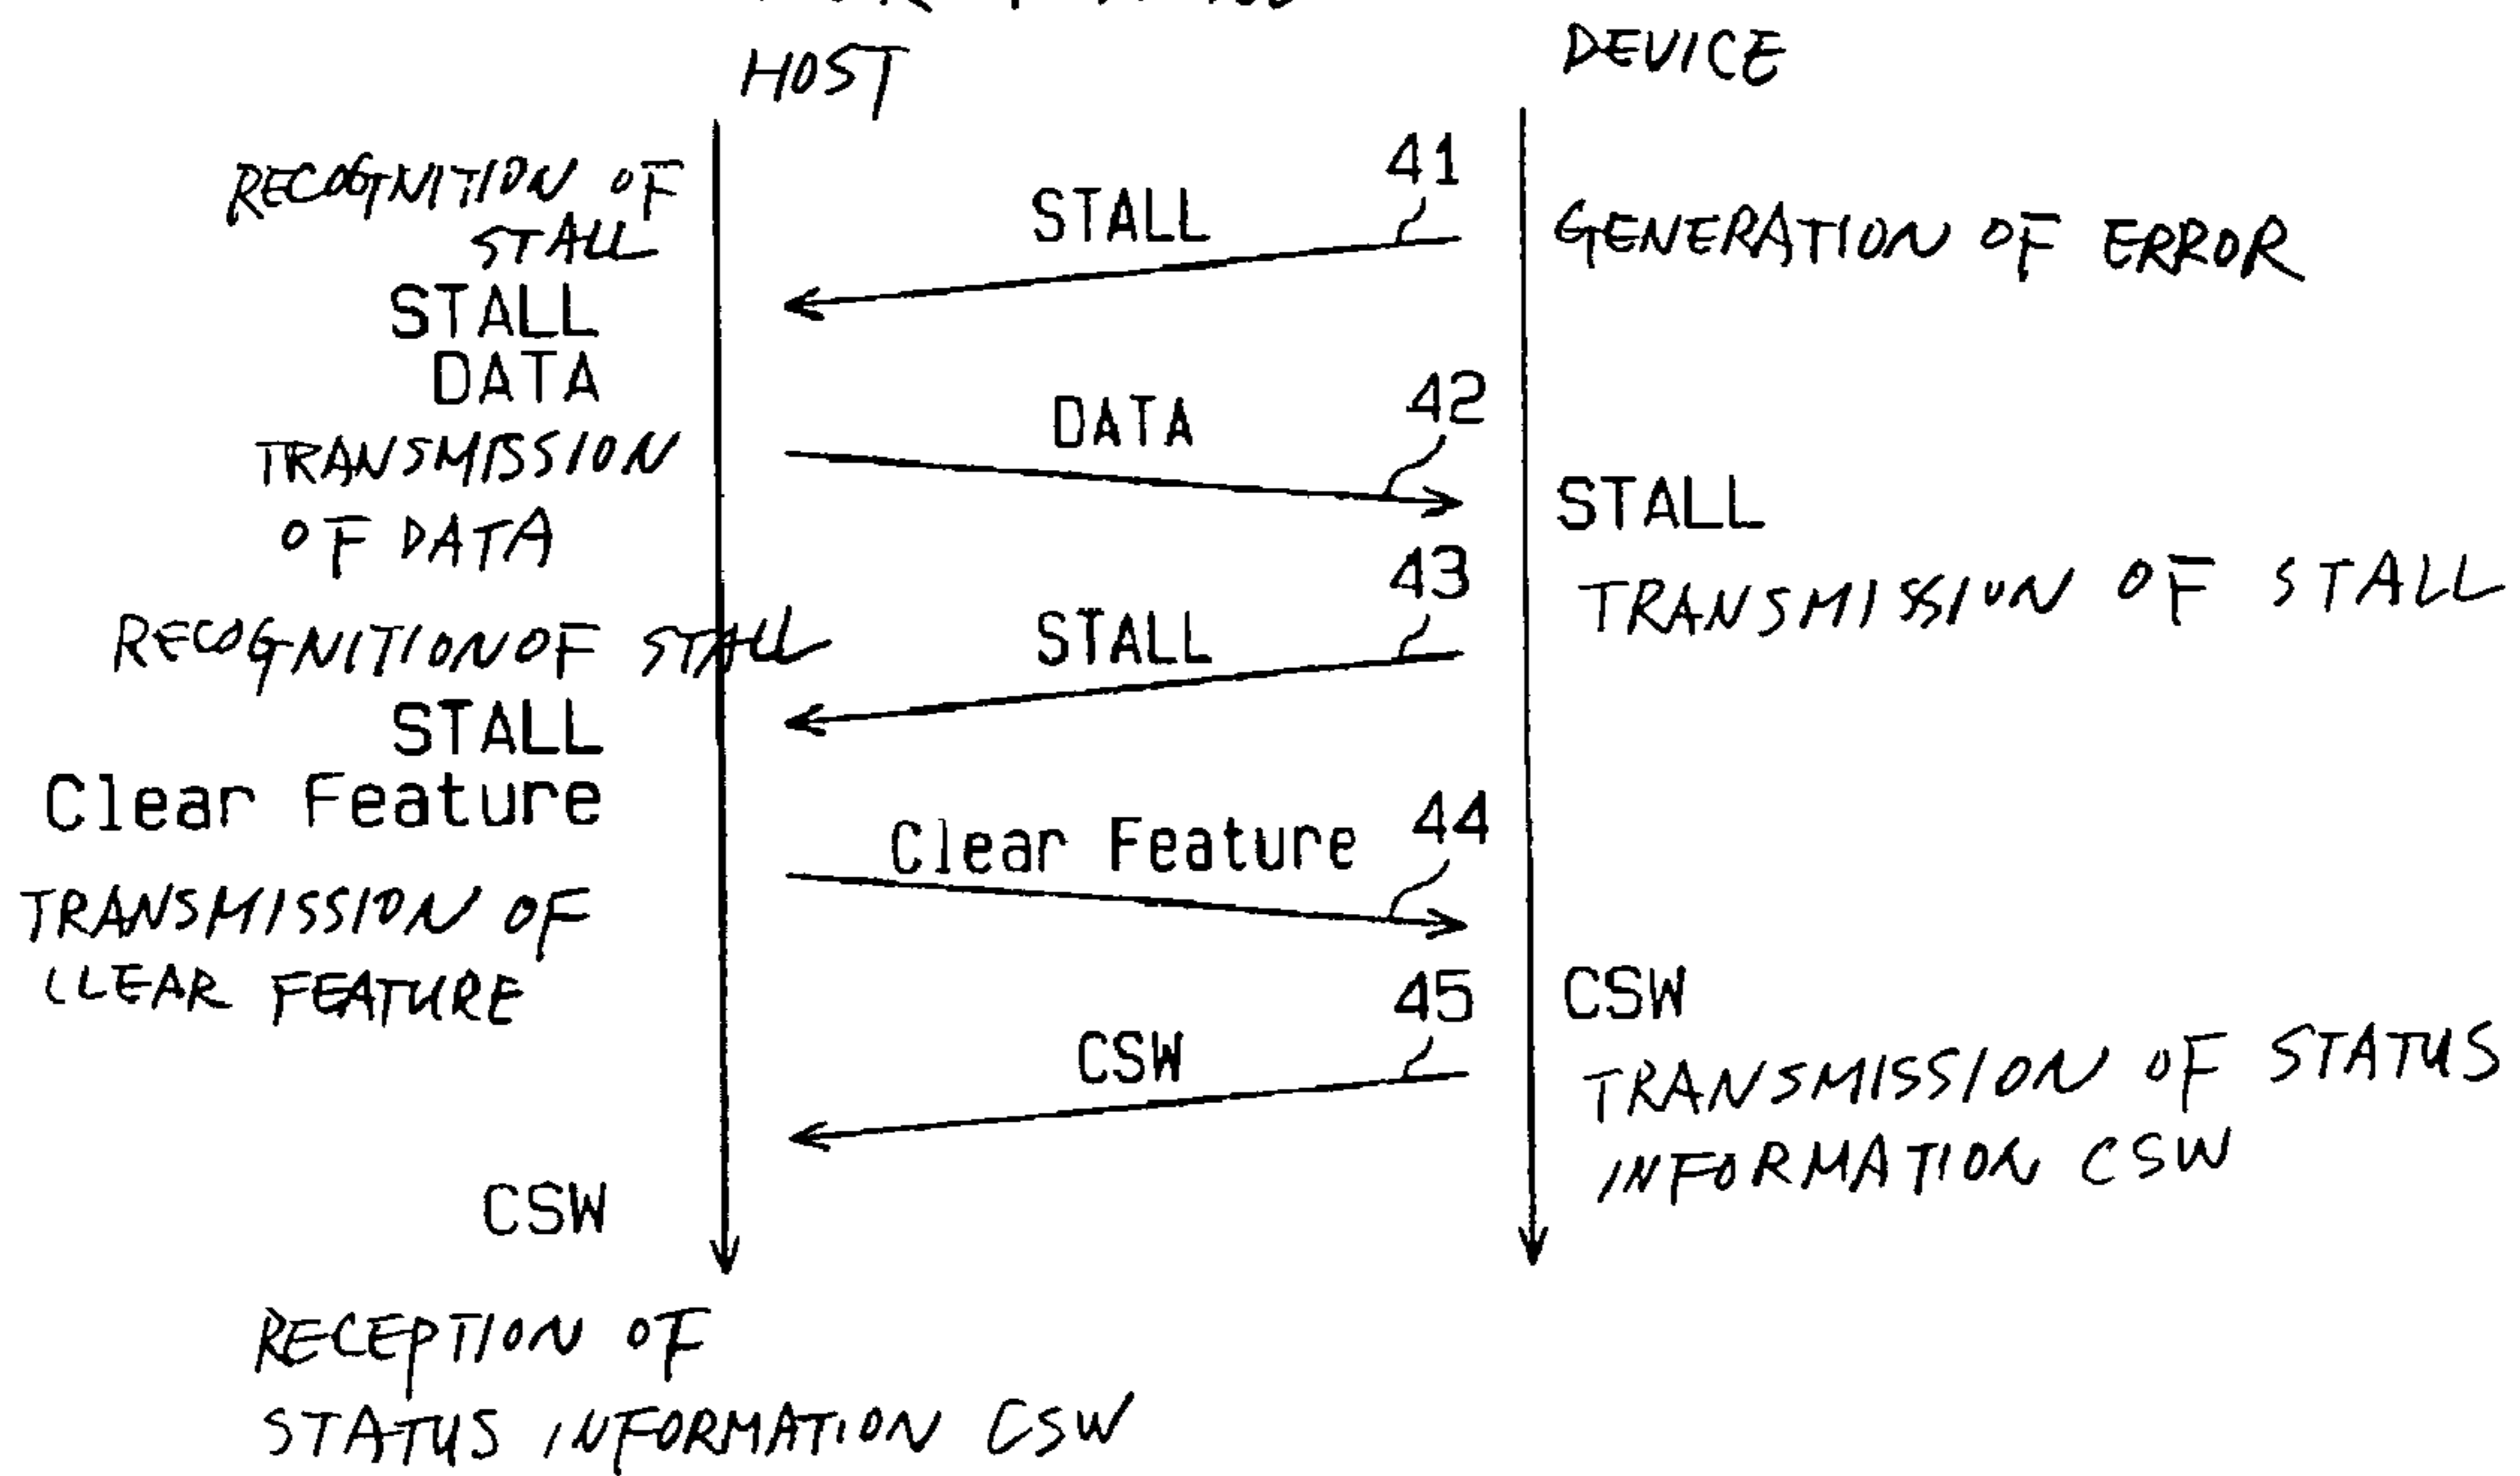 HOST
DEVICE
RECOGNITION OF
STALL
STALL
DATA
TRANSMISSION
OF DATA
RECOGNITION OF STALL
STALL
Clear Feature
TRANSMISSION OF
CLEAR FEATURE
CSW
RECEPTION OF
STATUS INFORMATION CSW
41
STALL
42
DATA
43
STALL
44
Clear Feature
45
CSW
GENERATION OF ERROR
STALL
TRANSMISSION OF STALL
CSW
TRANSMISSION OF STATUS
INFORMATION CSW